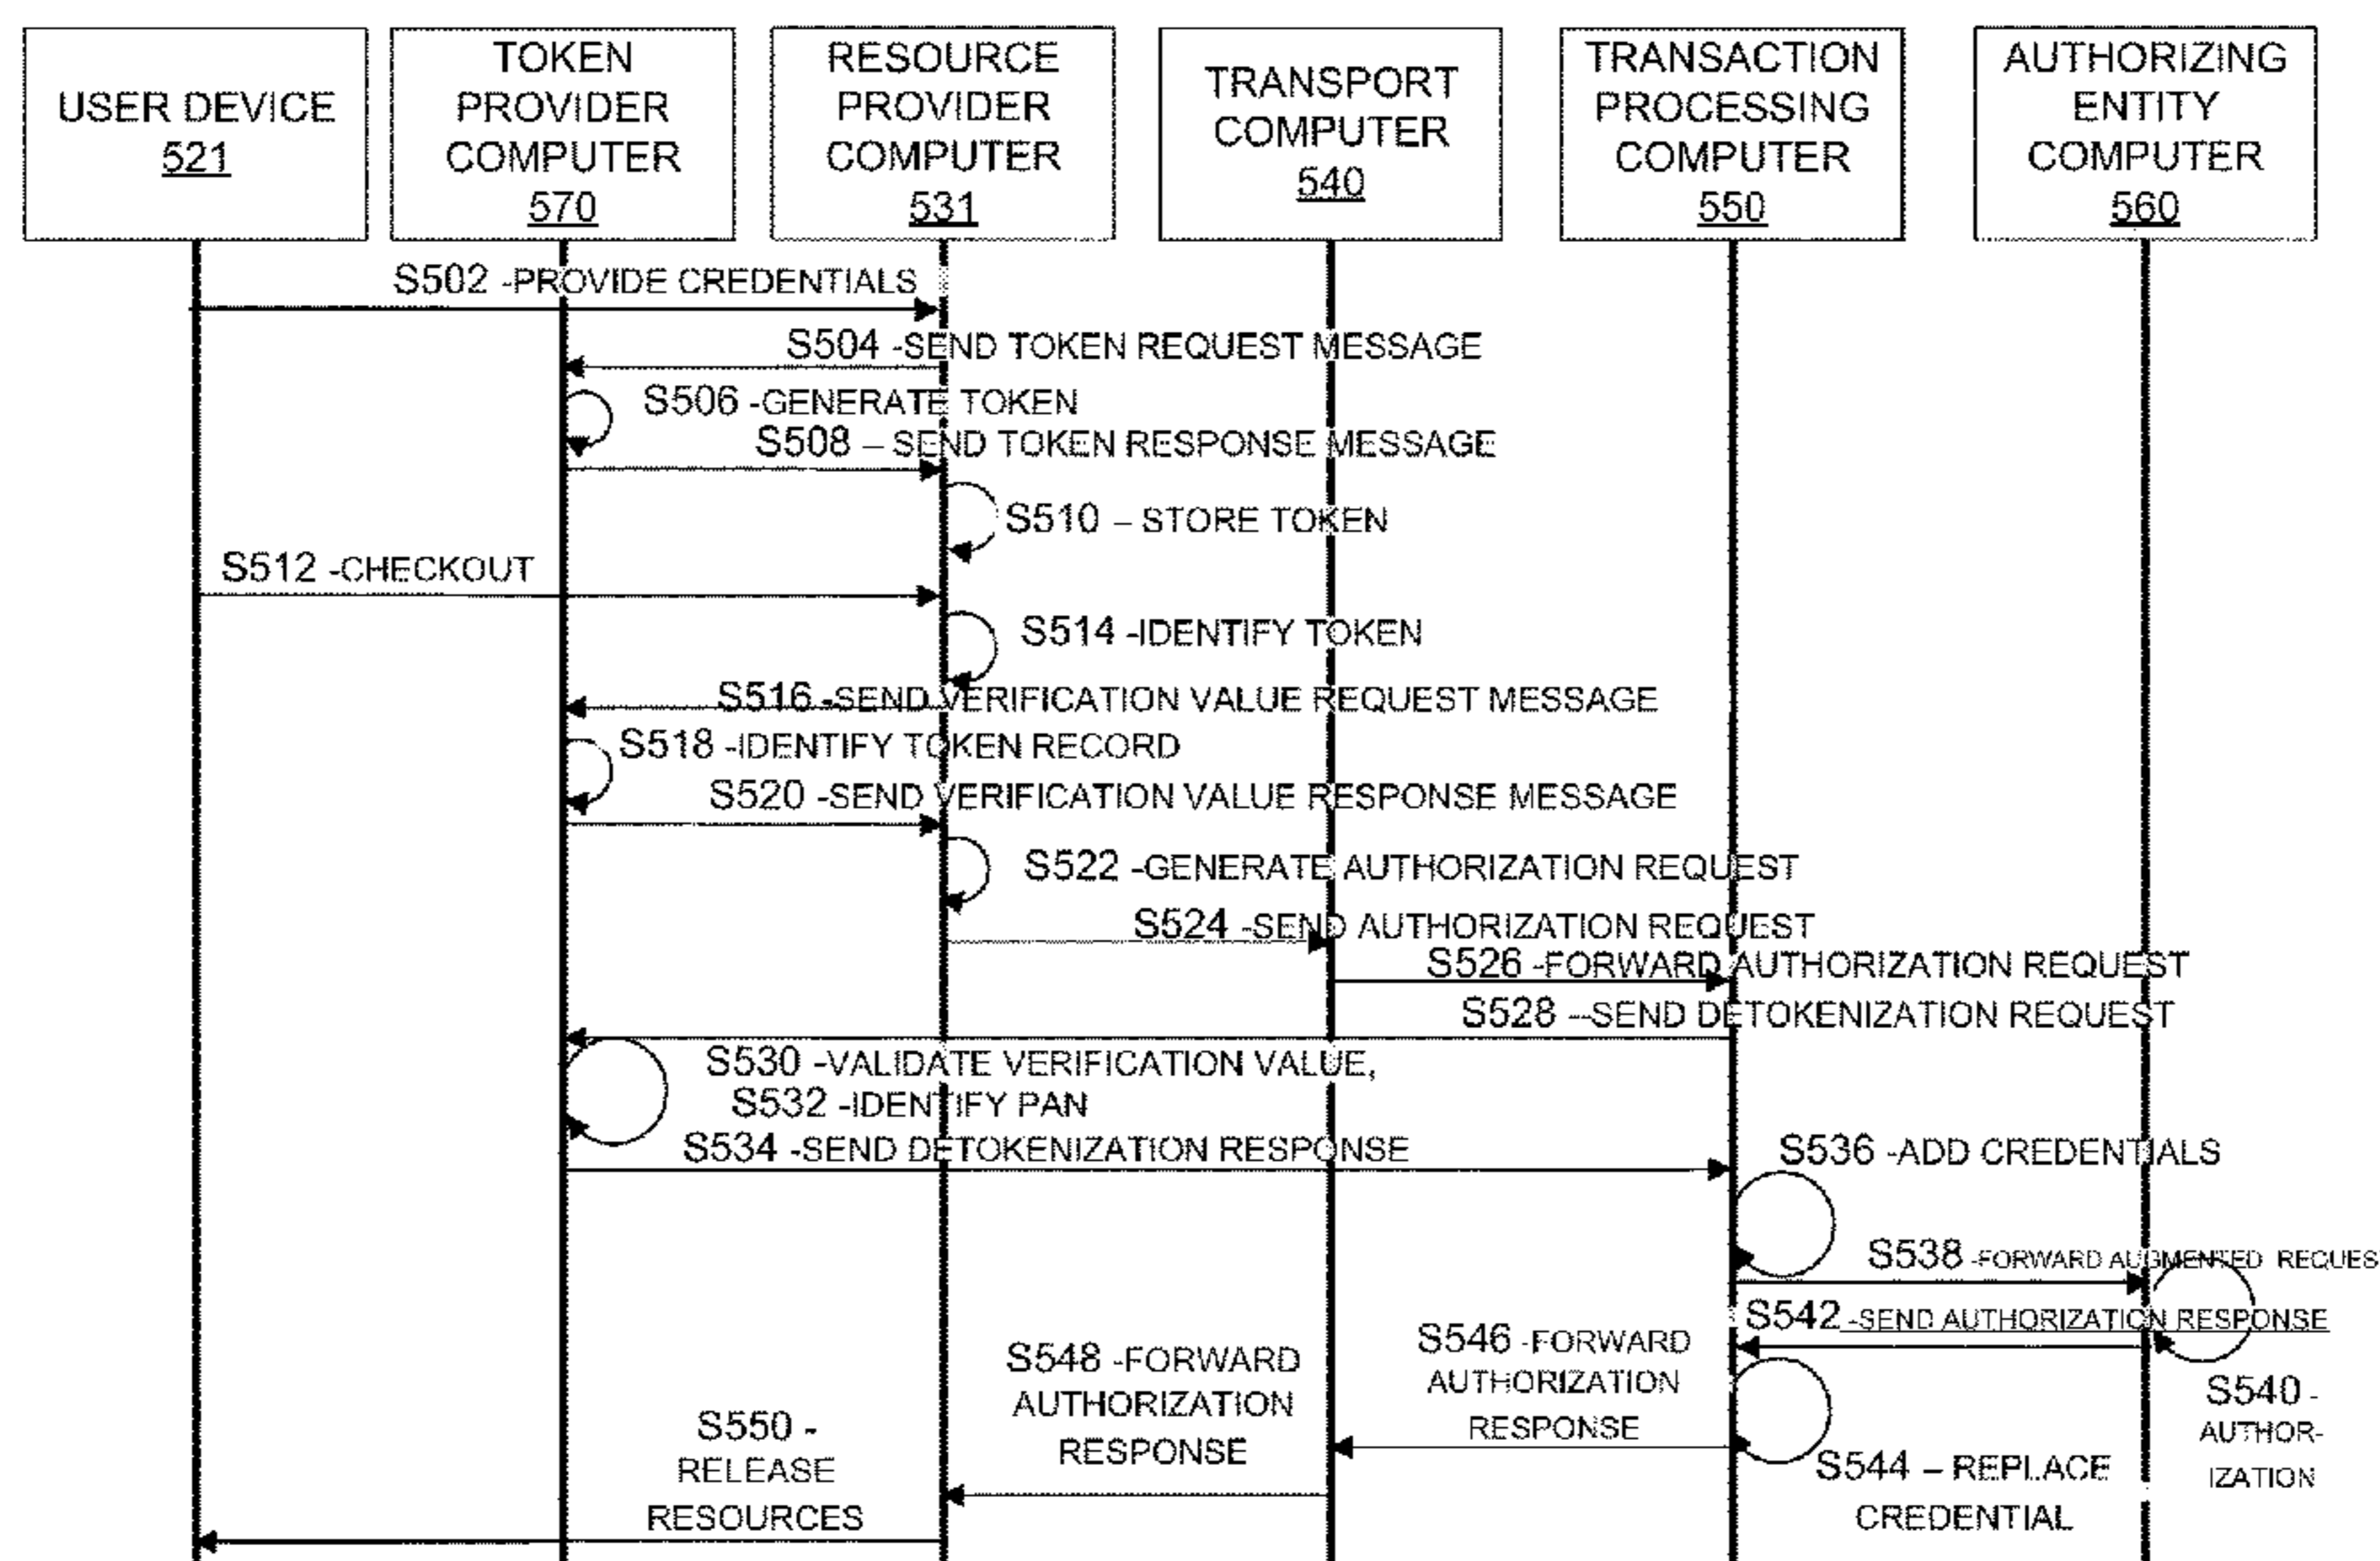 USER DEVICE
521
TOKEN
PROVIDER
COMPUTER
570
RESOURCE
PROVIDER
COMPUTER
531
TRANSPORT
COMPUTER
540
TRANSACTION
PROCESSING
COMPUTER
550
AUTHORIZING
ENTITY
COMPUTER
560
S502 -PROVIDE CREDENTIALS
S504 -SEND TOKEN REQUEST MESSAGE
S506 -GENERATE TOKEN
S508 – SEND TOKEN RESPONSE MESSAGE
S510 – STORE TOKEN
S512 -CHECKOUT
S514 -IDENTIFY TOKEN
S516 -SEND VERIFICATION VALUE REQUEST MESSAGE
S518 -IDENTIFY TOKEN RECORD
S520 -SEND VERIFICATION VALUE RESPONSE MESSAGE
S522 -GENERATE AUTHORIZATION REQUEST
S524 -SEND AUTHORIZATION REQUEST
S526 -FORWARD AUTHORIZATION REQUEST
S528 –SEND DETOKENIZATION REQUEST
S530 -VALIDATE VERIFICATION VALUE,
S532 -IDENTIFY PAN
S534 -SEND DETOKENIZATION RESPONSE
S536 -ADD CREDENTIALS
S538 -FORWARD AUGMENTED REQUES
S542 -SEND AUTHORIZATION RESPONSE
S540 -
AUTHOR-
IZATION
S544 – REPLACE
CREDENTIAL
S546 -FORWARD
AUTHORIZATION
RESPONSE
S548 -FORWARD
AUTHORIZATION
RESPONSE
S550 -
RELEASE
RESOURCES